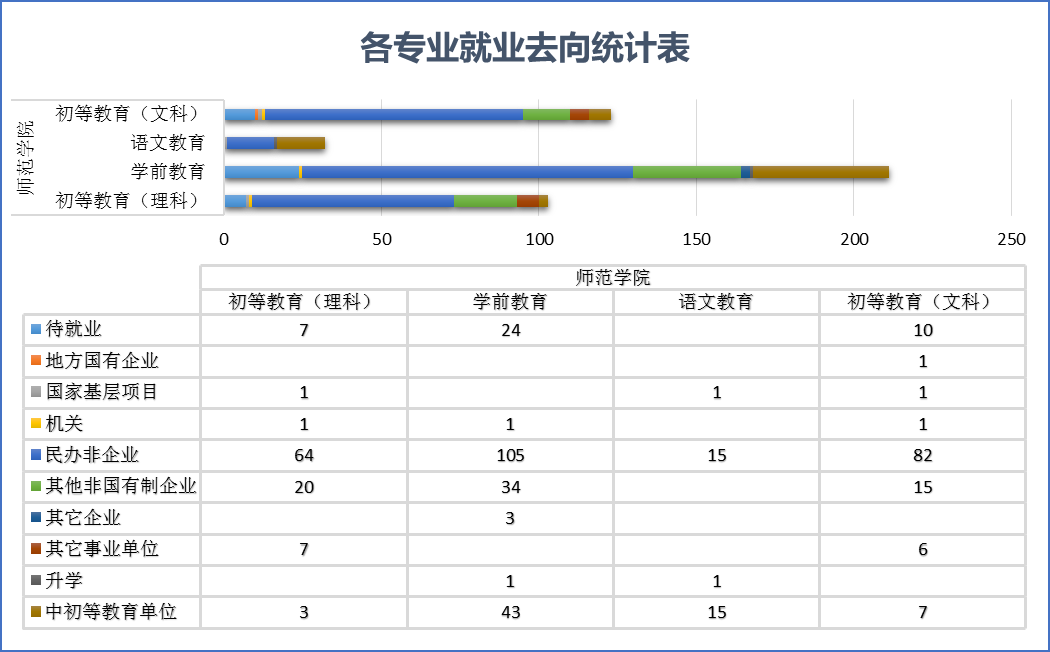 各专业就业去向统计表
师范学院
初等教育（文科）
语文教育
学前教育
初等教育（理科）
0 50 100 150 200 250
师范学院
初等教育（理科） 学前教育 语文教育 初等教育（文科）
待就业 7 24 10
地方国有企业 1
国家基层项目 1 1 1
机关 1 1 1
民办非企业 64 105 15 82
其他非国有制企业 20 34 15
其它企业 3
其它事业单位 7 6
升学 1 1
中初等教育单位 3 43 15 7